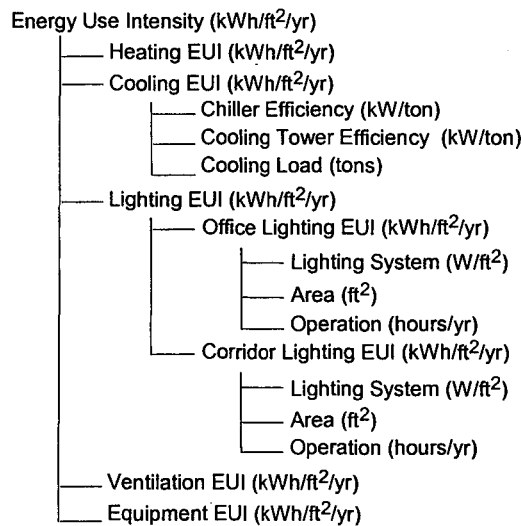 Energy Use Intensity (kWh/ft²/yr)
Heating EUI (kWh/ft²/yr)
Cooling EUI (kWh/ft²/yr)
Chiller Efficiency (kW/ton)
Cooling Tower Efficiency (kW/ton)
Cooling Load (tons)
Lighting EUI (kWh/ft²/yr)
Office Lighting EUI (kWh/ft²/yr)
Lighting System (W/ft²)
Area (ft²)
Operation (hours/yr)
Corridor Lighting EUI (kWh/ft²/yr)
Lighting System (W/ft²)
Area (ft²)
Operation (hours/yr)
Ventilation EUI (kWh/ft²/yr)
Equipment EUI (kWh/ft²/yr)